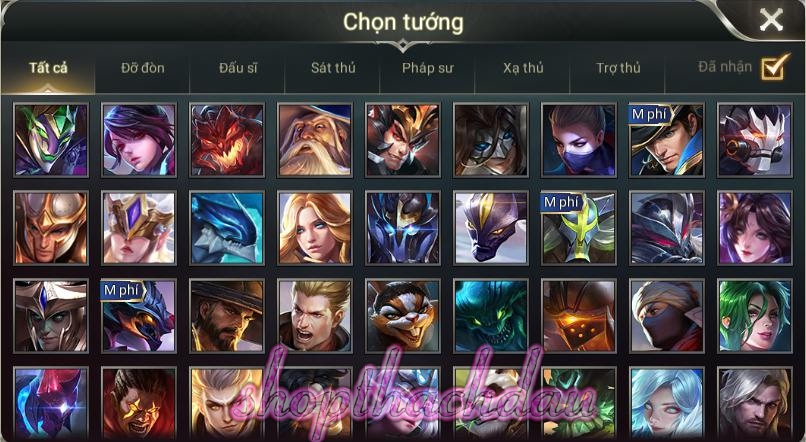 Chọn tướng
Tất cả Đỡ đòn Đấu sĩ Sát thủ Pháp sư Xạ thủ Trợ thủ Đã nhận
M phí
M phí
M phí
shopthachdau